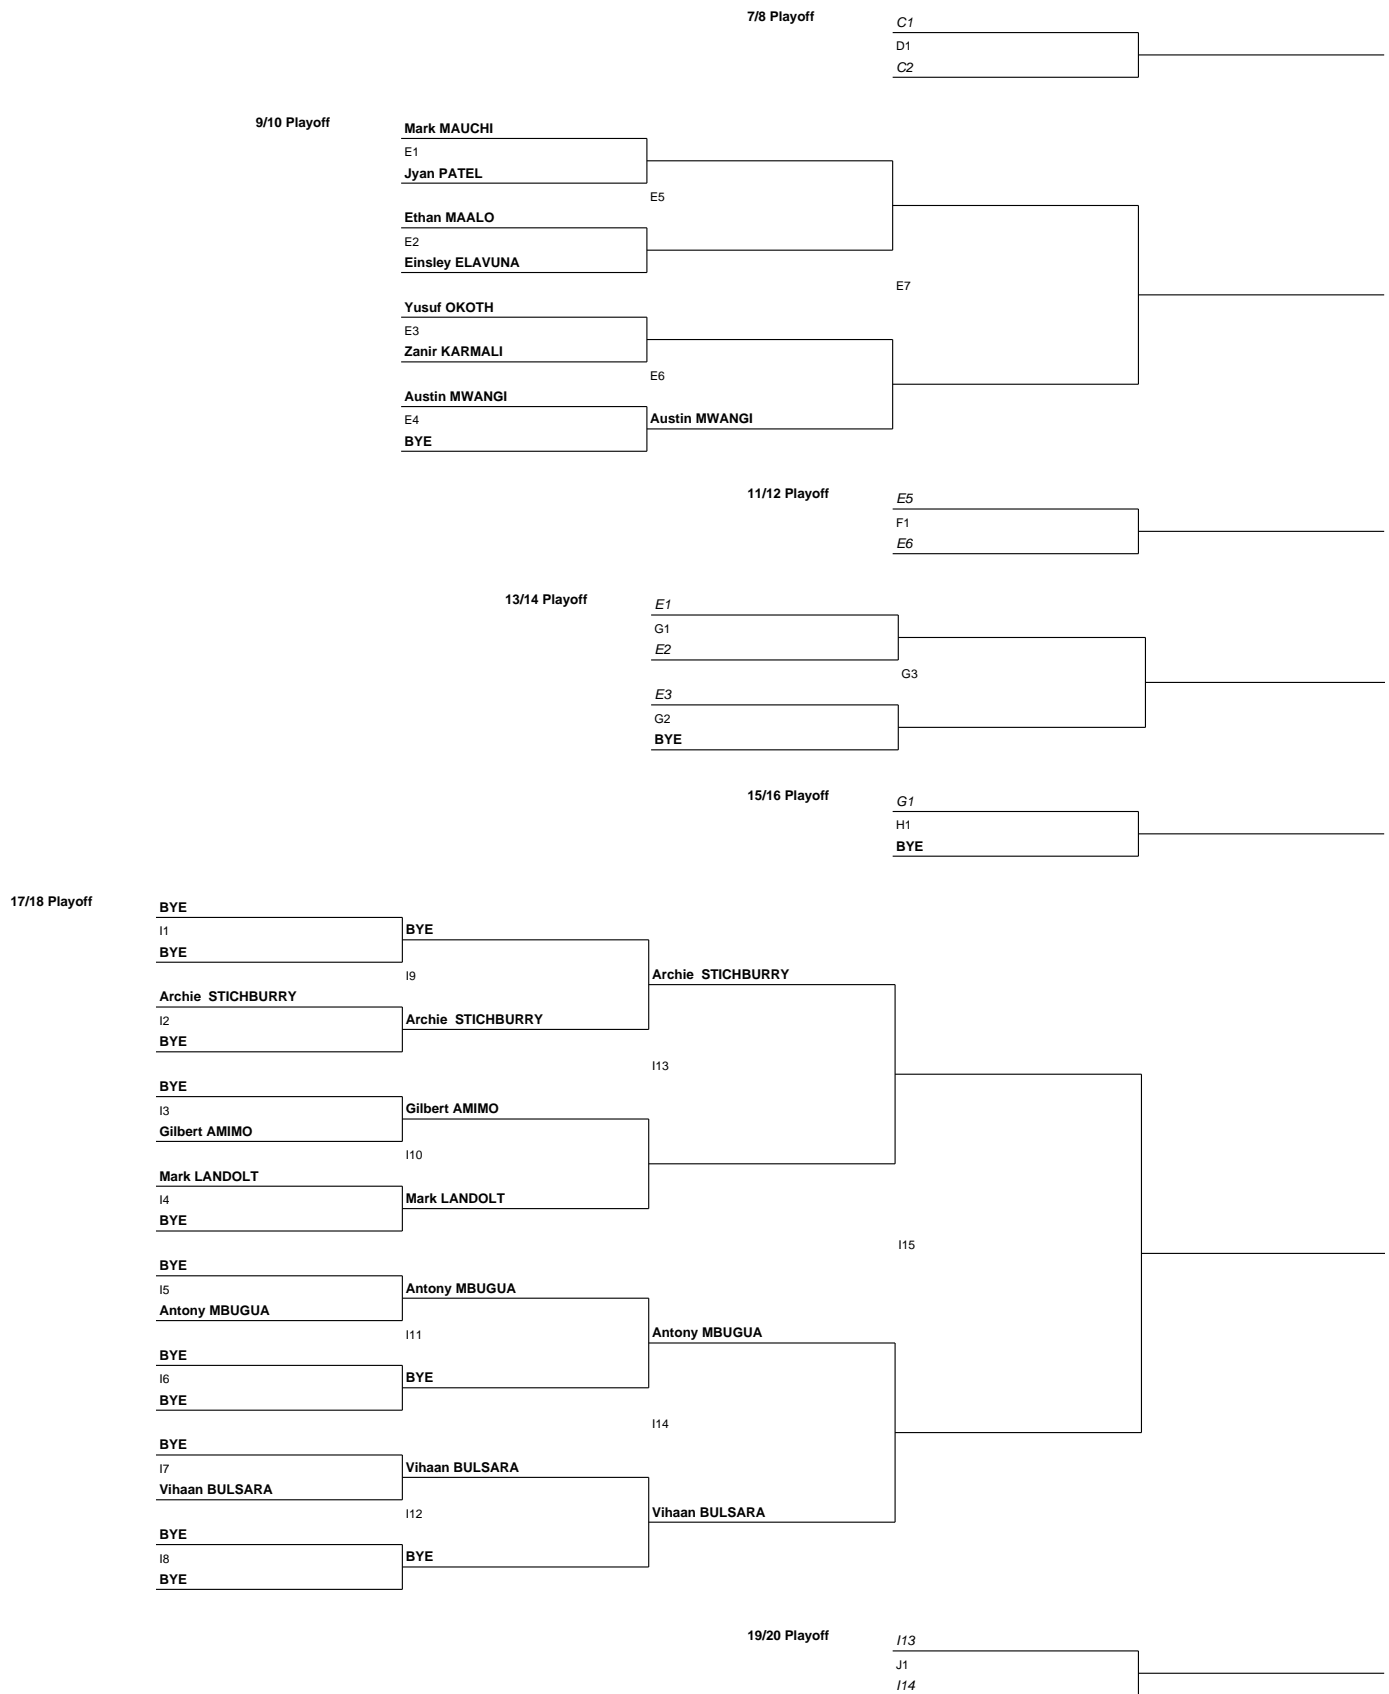 7/8 Playoff
C1
D1
C2
9/10 Playoff
Mark MAUCHI
E1
Jyan PATEL
E5
Ethan MAALO
E2
Einsley ELAVUNA
E7
Yusuf OKOTH
E3
Zanir KARMALI
E6
Austin MWANGI
E4
Austin MWANGI
BYE
11/12 Playoff
E5
F1
E6
13/14 Playoff
E1
G1
E2
G3
E3
G2
BYE
15/16 Playoff
G1
H1
BYE
17/18 Playoff
BYE
I1
BYE
BYE
I9
Archie  STICHBURRY
Archie  STICHBURRY
I2
Archie  STICHBURRY
BYE
I13
BYE
I3
Gilbert AMIMO
Gilbert AMIMO
I10
Mark LANDOLT
I4
Mark LANDOLT
BYE
I15
BYE
I5
Antony MBUGUA
Antony MBUGUA
I11
Antony MBUGUA
BYE
I6
BYE
BYE
I14
BYE
I7
Vihaan BULSARA
Vihaan BULSARA
I12
Vihaan BULSARA
BYE
I8
BYE
BYE
19/20 Playoff
I13
J1
I14